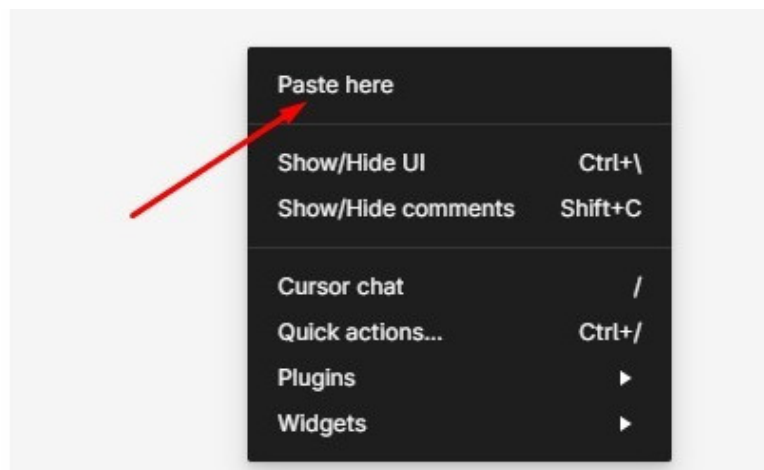 Paste here
Show/Hide UI Ctrl+\
Show/Hide comments Shift+C
Cursor chat /
Quick actions... Ctrl+/
Plugins
Widgets